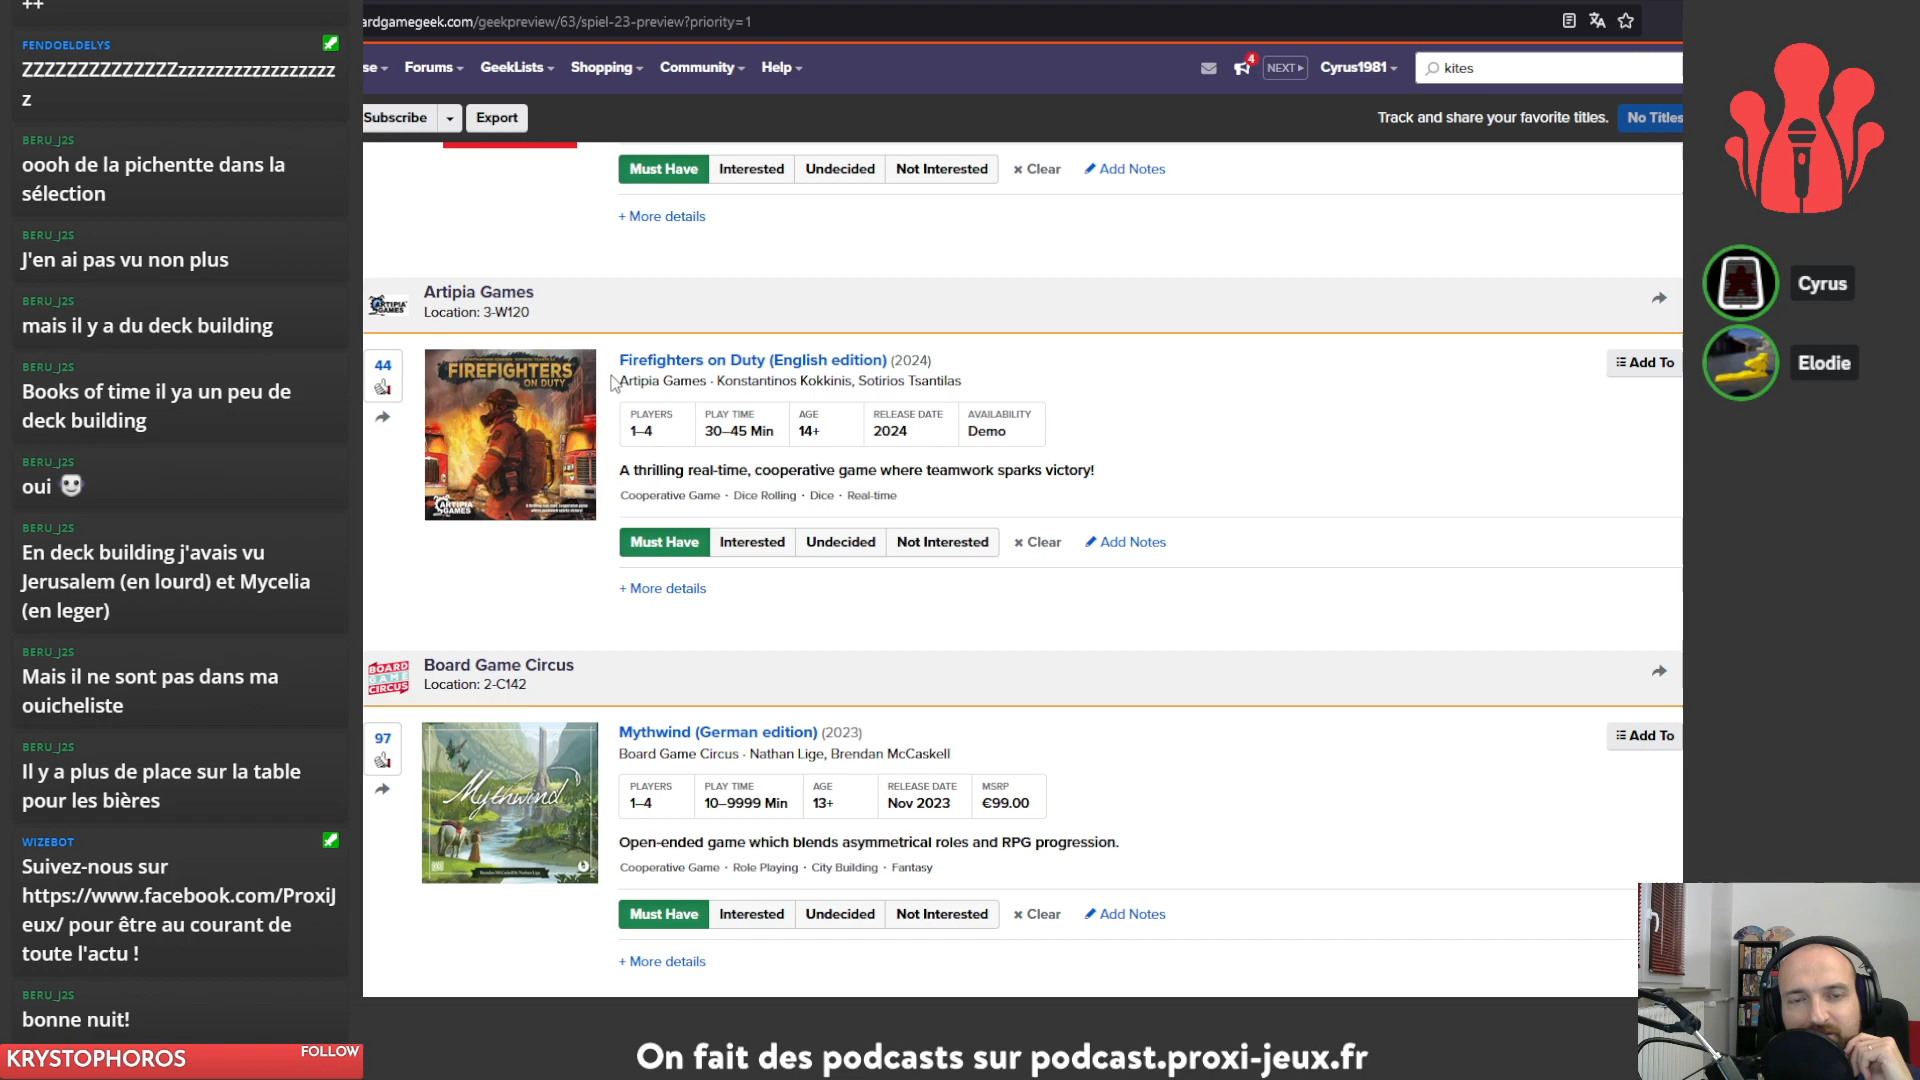 ++
FENDOELDELYS
ZZZZZZZZZZZZZZzzzzzzzzzzzzzzzzz
z
BERU_J2S
oooh de la pichentte dans la
sélection
BERU_J2S
J'en ai pas vu non plus
BERU_J2S
mais il y a du deck building
BERU_J2S
Books of time il ya un peu de
deck building
BERU_J2S
oui
BERU_J2S
En deck building j'avais vu
Jerusalem (en lourd) et Mycelia
(en leger)
BERU_J2S
Mais il ne sont pas dans ma
ouicheliste
BERU_J2S
Il y a plus de place sur la table
pour les bières
WIZEBOT
Suivez-nous sur
https://www.facebook.com/ProxiJ
eux/ pour être au courant de
toute l'actu !
BERU_J2S
bonne nuit!
KRYSTOPHOROS FOLLOW
ardgamegeek.com/geekpreview/63/spiel-23-preview?priority=1
se Forums GeekLists Shopping Community Help 4 NEXT Cyrus1981 kites
Subscribe Export Track and share your favorite titles. No Titles
Must Have Interested Undecided Not Interested Clear Add Notes
+ More details
ARTIPIA GAMES
Artipia Games
Location: 3-W120
44
FIREFIGHTERS
ON DUTY
ARTIPIA
GAMES
Firefighters on Duty (English edition) (2024)
Add To
Artipia Games · Konstantinos Kokkinis, Sotirios Tsantilas
PLAYERS PLAY TIME AGE RELEASE DATE AVAILABILITY
1–4 30–45 Min 14+ 2024 Demo
A thrilling real-time, cooperative game where teamwork sparks victory!
Cooperative Game · Dice Rolling · Dice · Real-time
Must Have Interested Undecided Not Interested Clear Add Notes
+ More details
BOARD GAME CIRCUS
Board Game Circus
Location: 2-C142
97
Mythwind
Mythwind (German edition) (2023)
Add To
Board Game Circus · Nathan Lige, Brendan McCaskell
PLAYERS PLAY TIME AGE RELEASE DATE MSRP
1–4 10–9999 Min 13+ Nov 2023 €99.00
Open-ended game which blends asymmetrical roles and RPG progression.
Cooperative Game · Role Playing · City Building · Fantasy
Must Have Interested Undecided Not Interested Clear Add Notes
+ More details
Cyrus
Elodie
On fait des podcasts sur podcast.proxi-jeux.fr